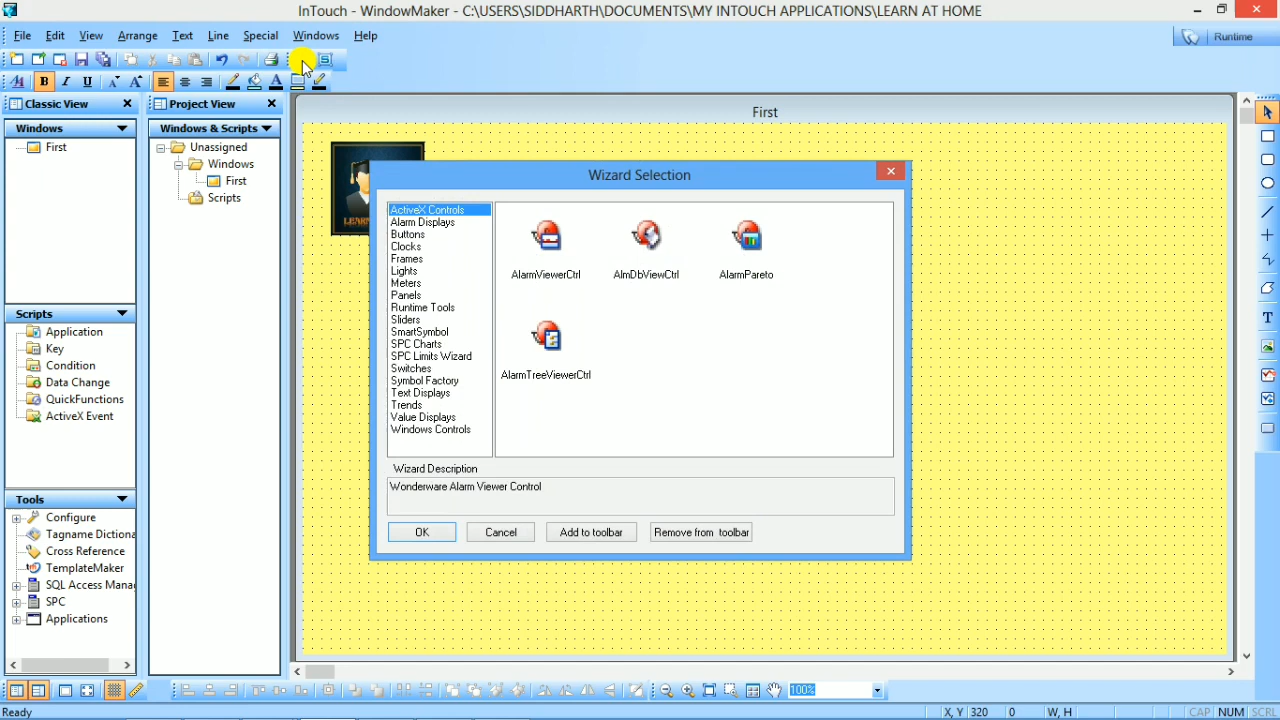 InTouch - WindowMaker - C:\USERS\SIDDHARTH\DOCUMENTS\MY INTOUCH APPLICATIONS\LEARN AT HOME
File Edit View Arrange Text Line Special Windows Help
Runtime
Classic View
Project View
First
Windows
First
Windows & Scripts
Unassigned
Windows
First
Scripts
Scripts
Application
Key
Condition
Data Change
QuickFunctions
ActiveX Event
Tools
Configure
Tagname Dictiona
Cross Reference
TemplateMaker
SQL Access Mana
SPC
Applications
Wizard Selection
ActiveX Controls
Alarm Displays
Buttons
Clocks
Frames
Lights
Meters
Panels
Runtime Tools
Sliders
SmartSymbol
SPC Charts
SPC Limits Wizard
Switches
Symbol Factory
Text Displays
Trends
Value Displays
Windows Controls
AlarmViewerCtrl AlmDbViewCtrl AlarmPareto
AlarmTreeViewerCtrl
Wizard Description
Wonderware Alarm Viewer Control
OK Cancel Add to toolbar Remove from toolbar
100%
Ready
X, Y 320 0 W, H CAP NUM SCRL